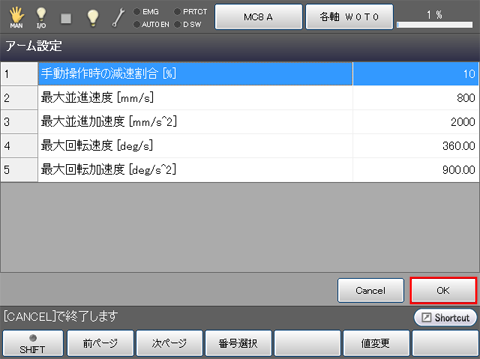 MAN I/O EMG PRTCT AUTO EN D SW MC8 A 各軸 W0T0 1 %
アーム設定
1 手動操作時の減速割合 [%] 10
2 最大並進速度 [mm/s] 800
3 最大並進加速度 [mm/s^2] 2000
4 最大回転速度 [deg/s] 360.00
5 最大回転加速度 [deg/s^2] 900.00
Cancel OK
[CANCEL]で終了します Shortcut
SHIFT 前ページ 次ページ 番号選択 値変更